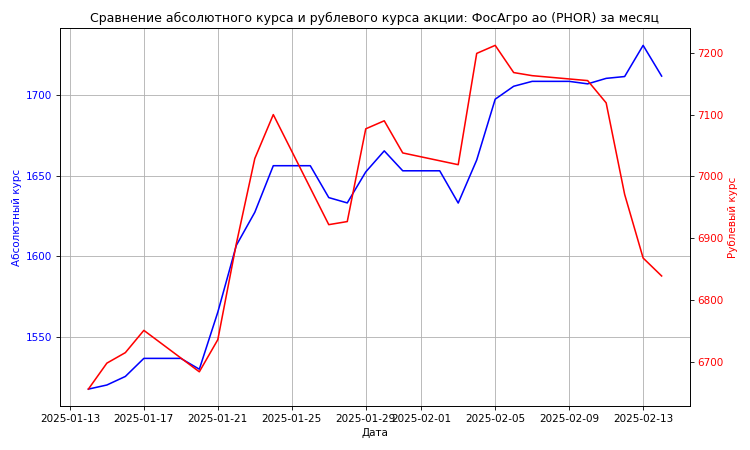 Сравнение абсолютного курса и рублевого курса акции: ФосАгро ао (PHOR) за месяц
Абсолютный курс
1700
1650
1600
1550
7200
7100
7000
6900
6800
6700
Рублевый курс
2025-01-13 2025-01-17 2025-01-21 2025-01-25 2025-01-29 2025-02-01 2025-02-05 2025-02-09 2025-02-13
Дата